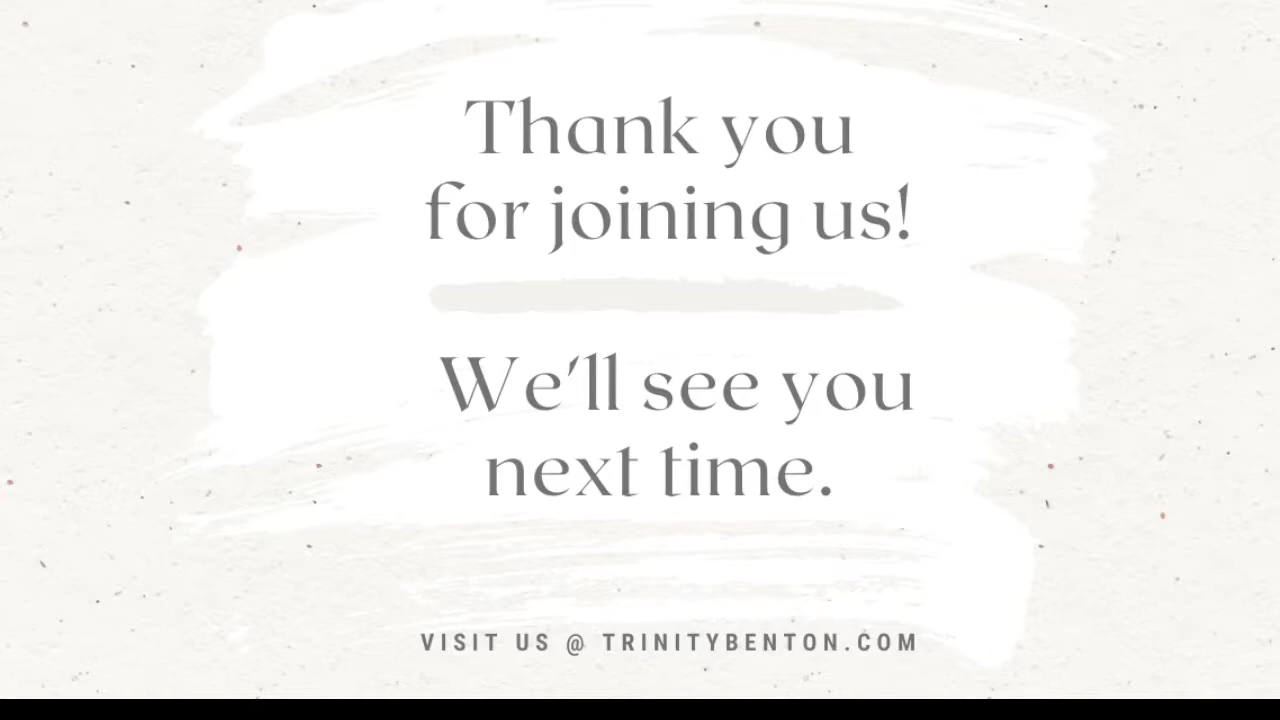 Thank you
for joining us!
We'll see you
next time.
VISIT US @ TRINITYBENTON.COM